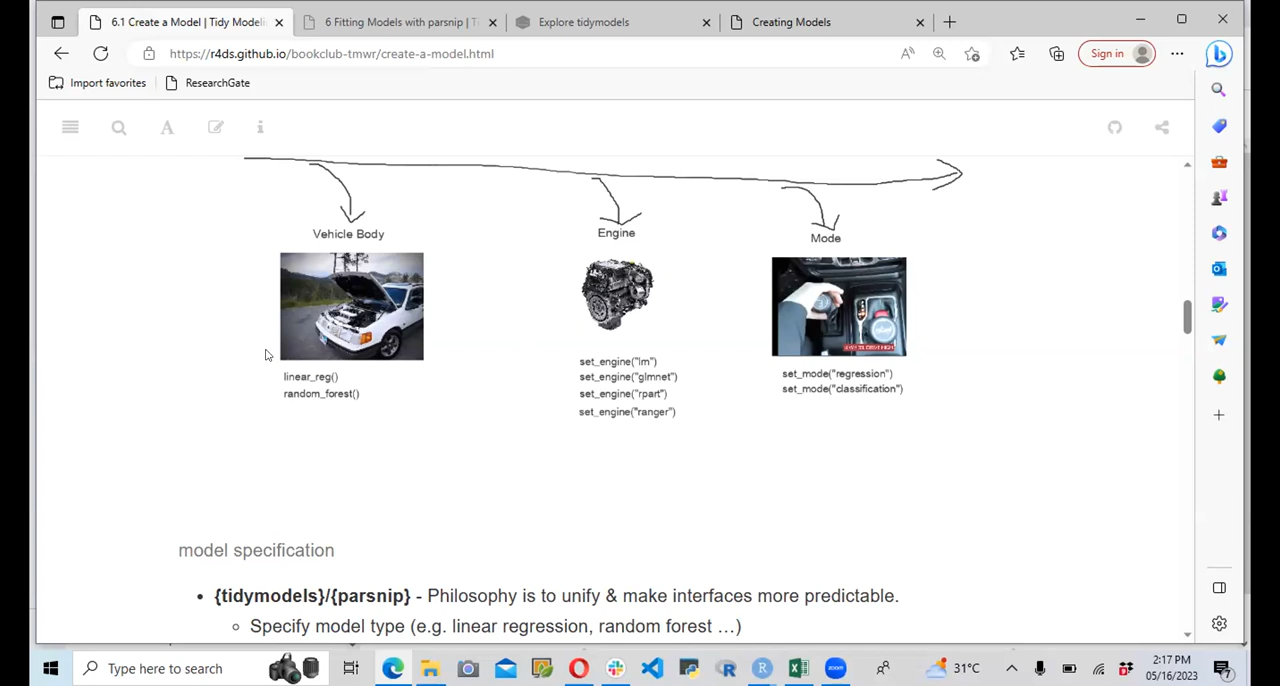 6.1 Create a Model | Tidy Modeli
6 Fitting Models with parsnip | Ti
Explore tidymodels
Creating Models
https://r4ds.github.io/bookclub-tmwr/create-a-model.html
Sign in
Import favorites
ResearchGate
Vehicle Body
Engine
Mode
linear_reg()
random_forest()
set_engine("lm")
set_engine("glmnet")
set_engine("rpart")
set_engine("ranger")
set_mode("regression")
set_mode("classification")
model specification
• {tidymodels}/{parsnip} - Philosophy is to unify & make interfaces more predictable.
◦ Specify model type (e.g. linear regression, random forest …)
Type here to search
31°C
2:17 PM
05/16/2023